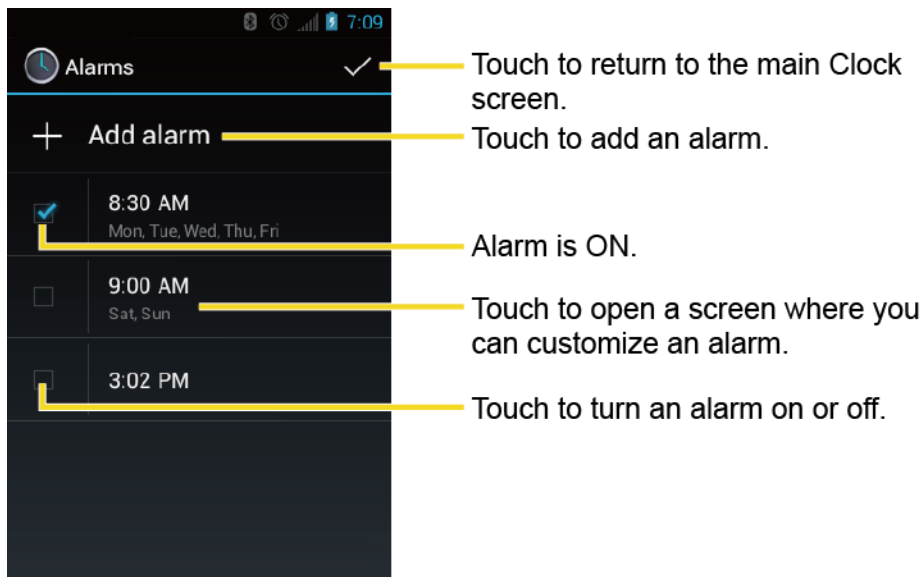 7:09
Alarms
Touch to return to the main Clock
screen.
Add alarm
Touch to add an alarm.
8:30 AM
Mon, Tue, Wed, Thu, Fri
Alarm is ON.
9:00 AM
Sat, Sun
Touch to open a screen where you
can customize an alarm.
3:02 PM
Touch to turn an alarm on or off.